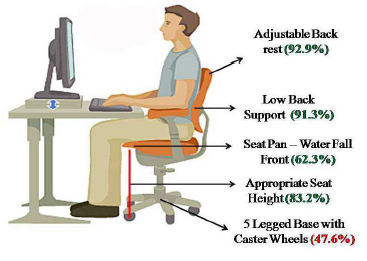 Adjustable Back
rest (92.9%)
Low Back
Support (91.3%)
Seat Pan – Water Fall
Front (62.3%)
Appropriate Seat
Height(83.2%)
5 Legged Base with
Caster Wheels (47.6%)